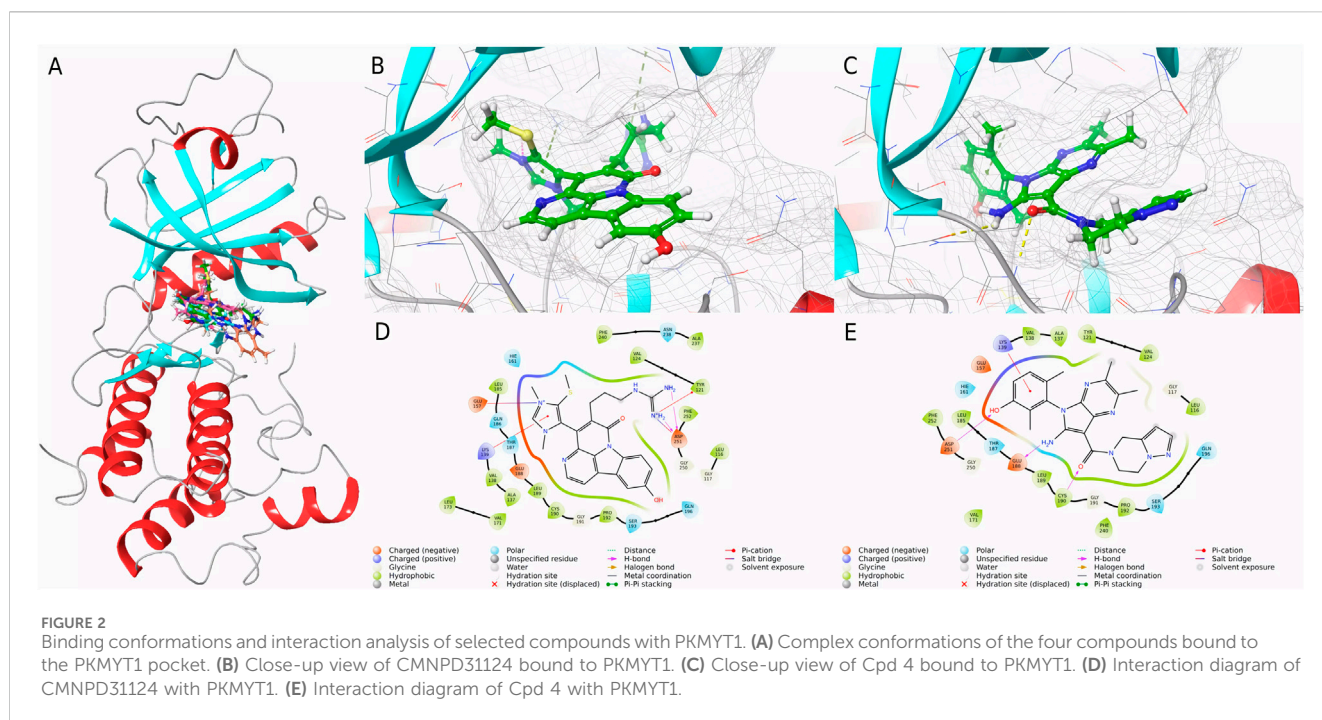 A
B
C
D
E
PHE 240
ASN 238
ALA 237
HIE 161
VAL 124
TYR 121
LEU 185
GLU 157
GLN 186
THR 187
LYS 139
GLU 188
VAL 138
ALA 137
LEU 189
CYS 190
GLY 191
PRO 192
SER 193
GLN 196
LEU 173
VAL 171
PHE 252
ASP 251
GLY 250
LEU 116
GLY 117
N+
N
S
O
H
N
NH2
NH2+
OH
LYS 139
VAL 138
ALA 137
TYR 121
VAL 124
GLU 157
HIE 161
GLY 117
LEU 116
PHE 252
LEU 185
ASP 251
GLY 250
THR 187
GLU 188
LEU 189
CYS 190
GLY 191
PRO 192
SER 193
GLN 196
VAL 171
PHE 240
HO
N
H2N
O
N
Charged (negative)
Charged (positive)
Glycine
Hydrophobic
Metal
Polar
Unspecified residue
Water
Hydration site
Hydration site (displaced)
Distance
H-bond
Halogen bond
Metal coordination
Pi-Pi stacking
Pi-cation
Salt bridge
Solvent exposure
Charged (negative)
Charged (positive)
Glycine
Hydrophobic
Metal
Polar
Unspecified residue
Water
Hydration site
Hydration site (displaced)
Distance
H-bond
Halogen bond
Metal coordination
Pi-Pi stacking
Pi-cation
Salt bridge
Solvent exposure
FIGURE 2
Binding conformations and interaction analysis of selected compounds with PKMYT1. (A) Complex conformations of the four compounds bound to
the PKMYT1 pocket. (B) Close-up view of CMNPD31124 bound to PKMYT1. (C) Close-up view of Cpd 4 bound to PKMYT1. (D) Interaction diagram of
CMNPD31124 with PKMYT1. (E) Interaction diagram of Cpd 4 with PKMYT1.